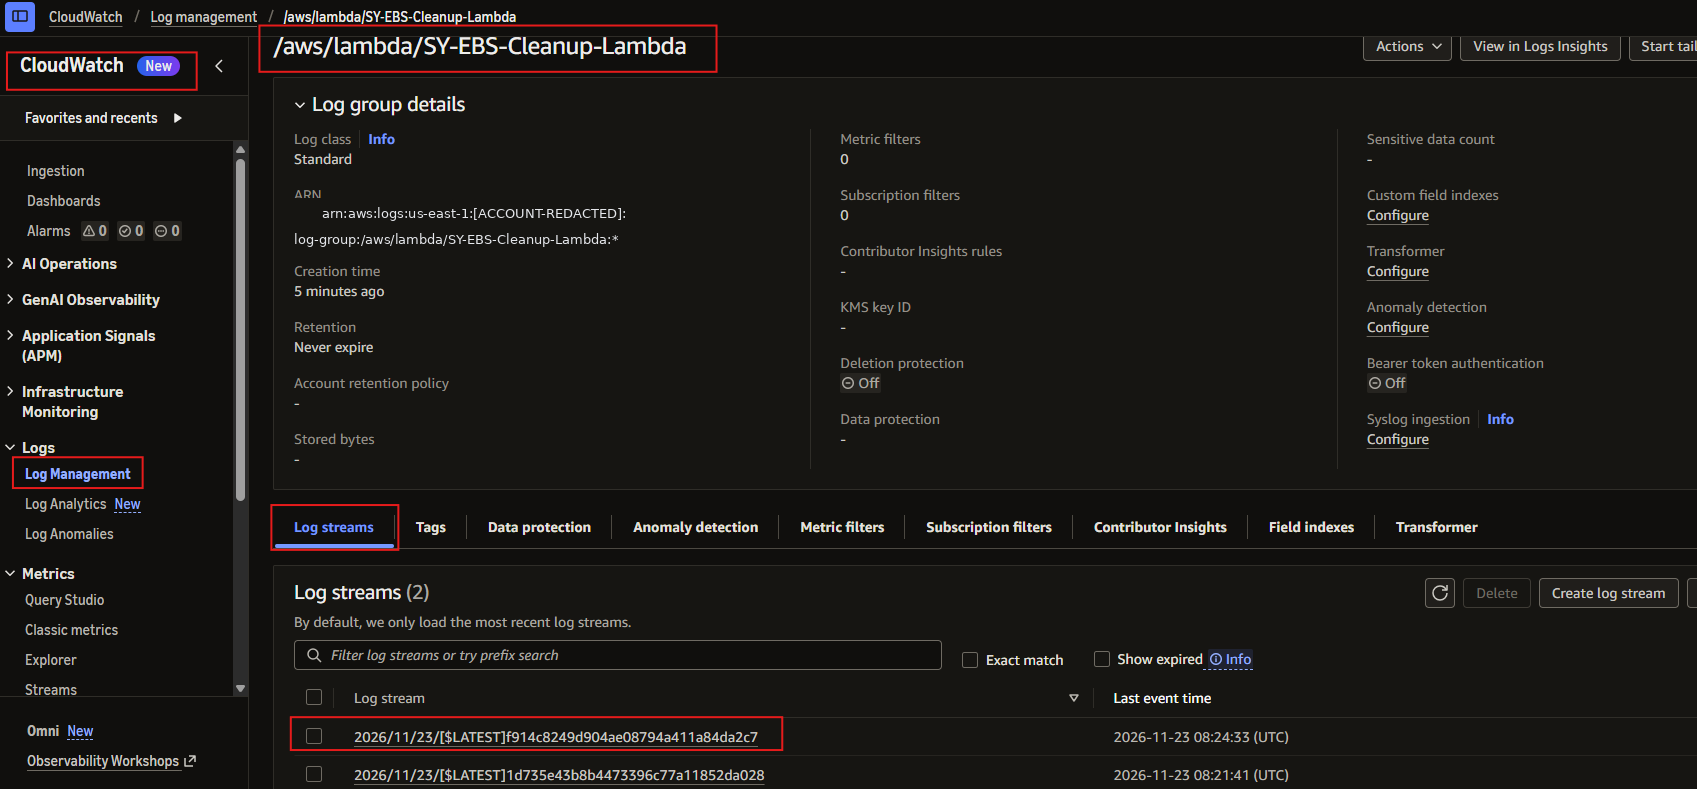 CloudWatch / Log management / /aws/lambda/SY-EBS-Cleanup-Lambda
CloudWatch New
Favorites and recents
Ingestion
Dashboards
Alarms 0 0 0
AI Operations
GenAI Observability
Application Signals
(APM)
Infrastructure
Monitoring
Logs
Log Management
Log Analytics New
Log Anomalies
Metrics
Query Studio
Classic metrics
Explorer
Streams
Omni New
Observability Workshops
/aws/lambda/SY-EBS-Cleanup-Lambda
Actions View in Logs Insights Start tail
Log group details
Log class Info
Standard
ARN
arn:aws:logs:us-east-1:[ACCOUNT-REDACTED]:
log-group:/aws/lambda/SY-EBS-Cleanup-Lambda:*
Creation time
5 minutes ago
Retention
Never expire
Account retention policy
-
Stored bytes
-
Metric filters
0
Subscription filters
0
Contributor Insights rules
-
KMS key ID
-
Deletion protection
Off
Data protection
-
Sensitive data count
-
Custom field indexes
Configure
Transformer
Configure
Anomaly detection
Configure
Bearer token authentication
Off
Syslog ingestion Info
Configure
Log streams Tags Data protection Anomaly detection Metric filters Subscription filters Contributor Insights Field indexes Transformer
Log streams (2)
Delete Create log stream
By default, we only load the most recent log streams.
Filter log streams or try prefix search
Exact match Show expired Info
Log stream Last event time
2026/11/23/[$LATEST]f914c8249d904ae08794a411a84da2c7 2026-11-23 08:24:33 (UTC)
2026/11/23/[$LATEST]1d735e43b8b4473396c77a11852da028 2026-11-23 08:21:41 (UTC)